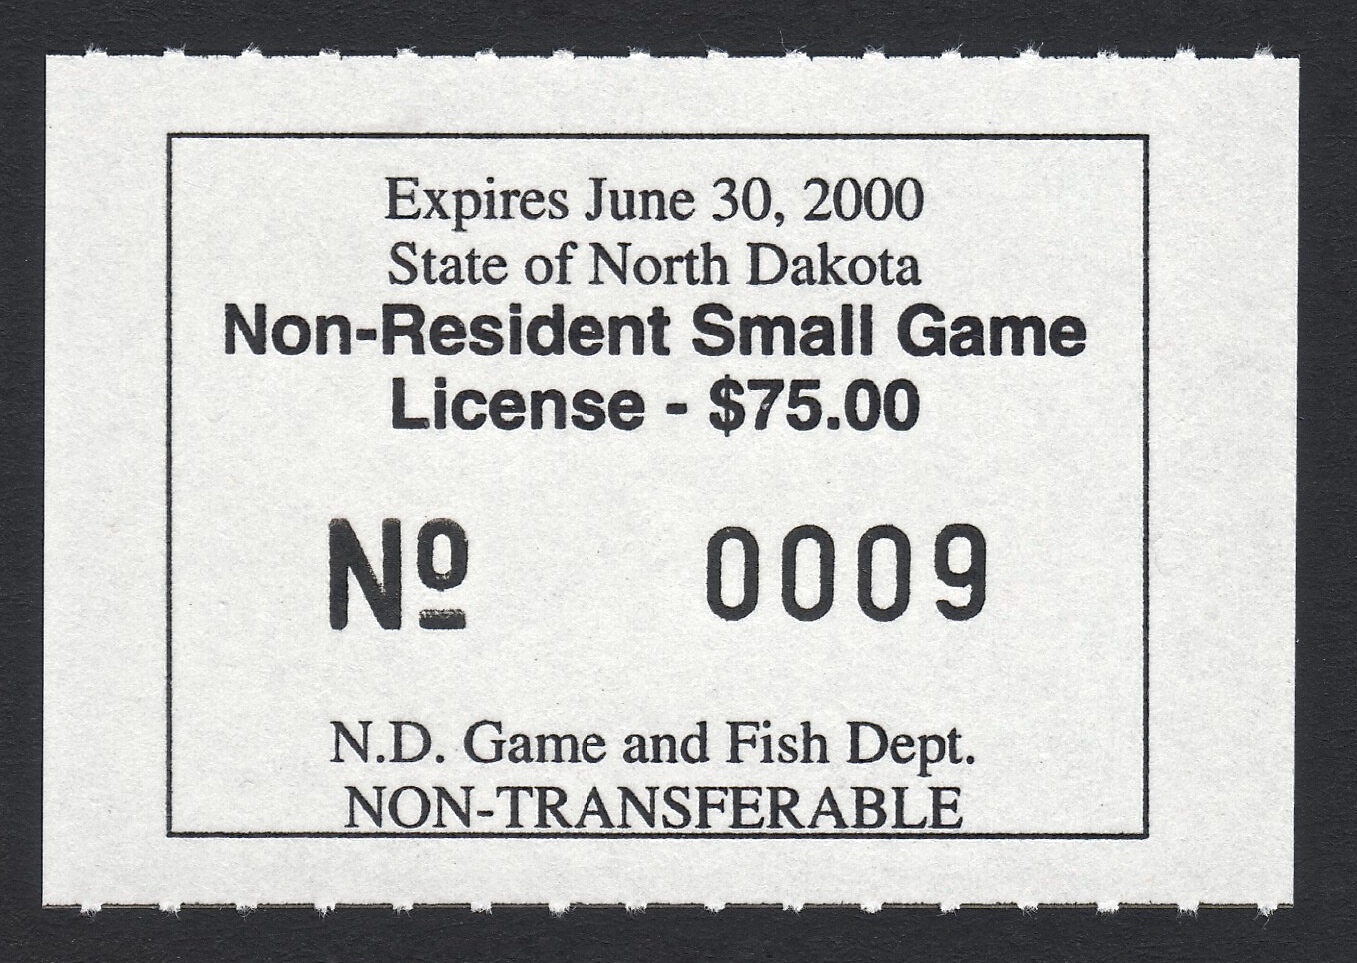 Expires June 30, 2000
State of North Dakota
Non-Resident Small Game
License - $75.00
Nº 0009
N.D. Game and Fish Dept.
NON-TRANSFERABLE